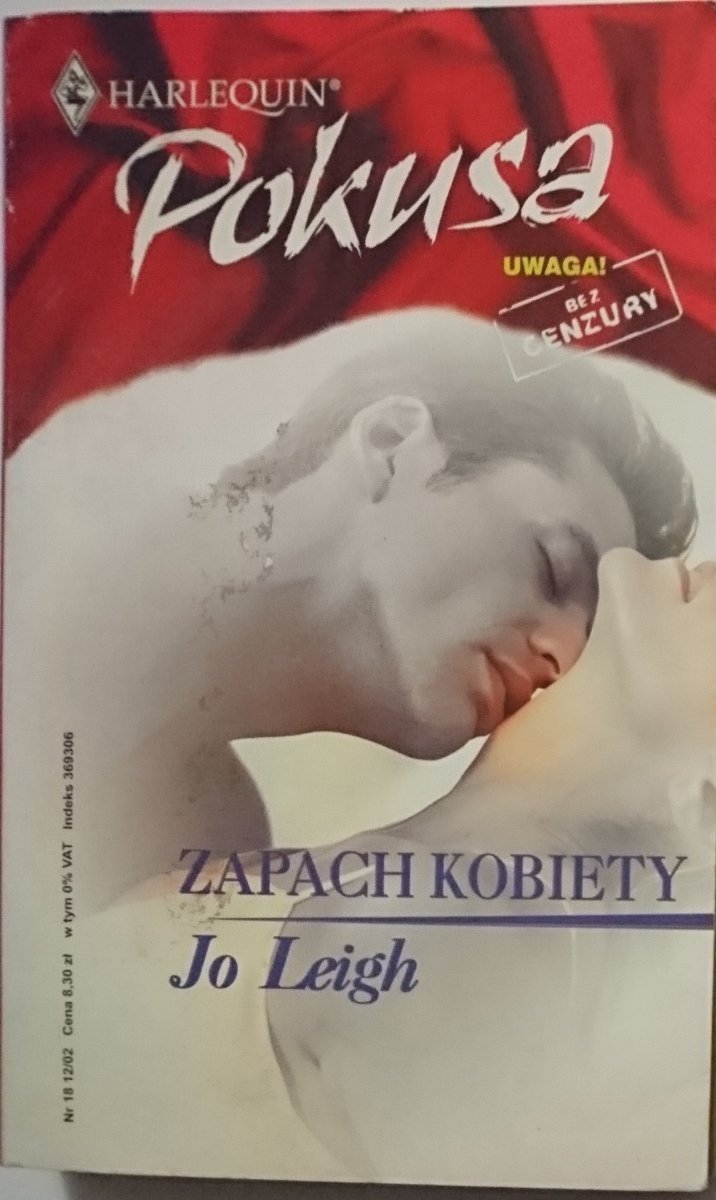 HARLEQUIN®
Pokusa
UWAGA!
BEZ
CENZURY
ZAPACH KOBIETY
Jo Leigh
Nr 18 12/02 Cena 8,30 zł w tym 0% VAT Indeks 369306